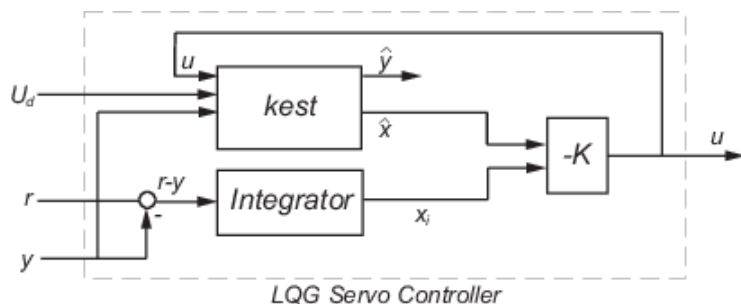 u
ŷ
U_d
kest
x̂
-K
u
r
r-y
-
Integrator
x_i
y
LQG Servo Controller